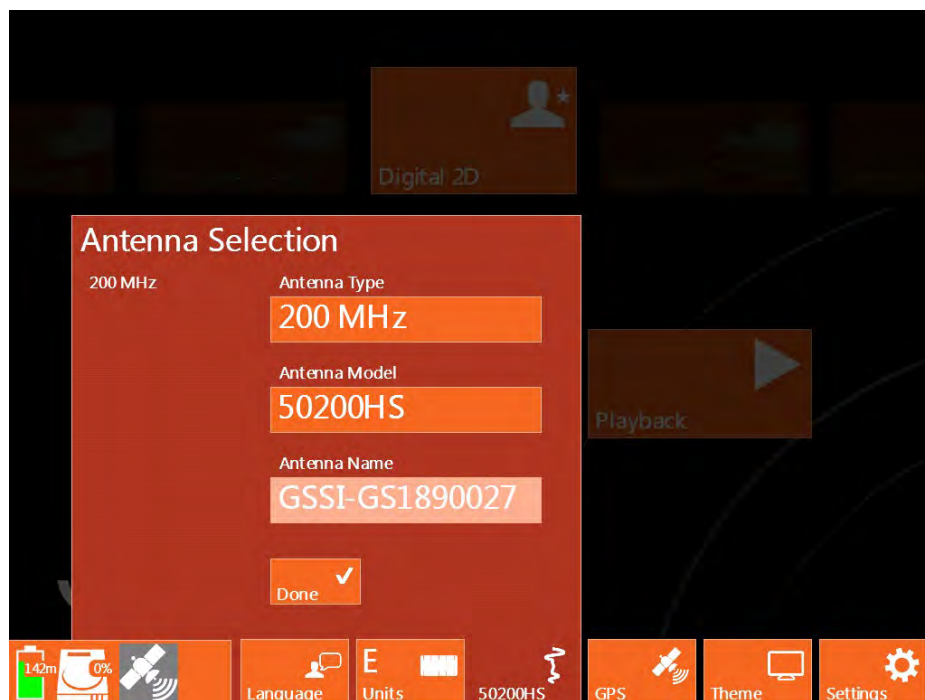 Digital 2D
Antenna Selection
200 MHz
Antenna Type
200 MHz
Antenna Model
50200HS
Playback
Antenna Name
GSSI-GS1890027
Done
142m
0%
Language
E
Units
50200HS
GPS
Theme
Settings